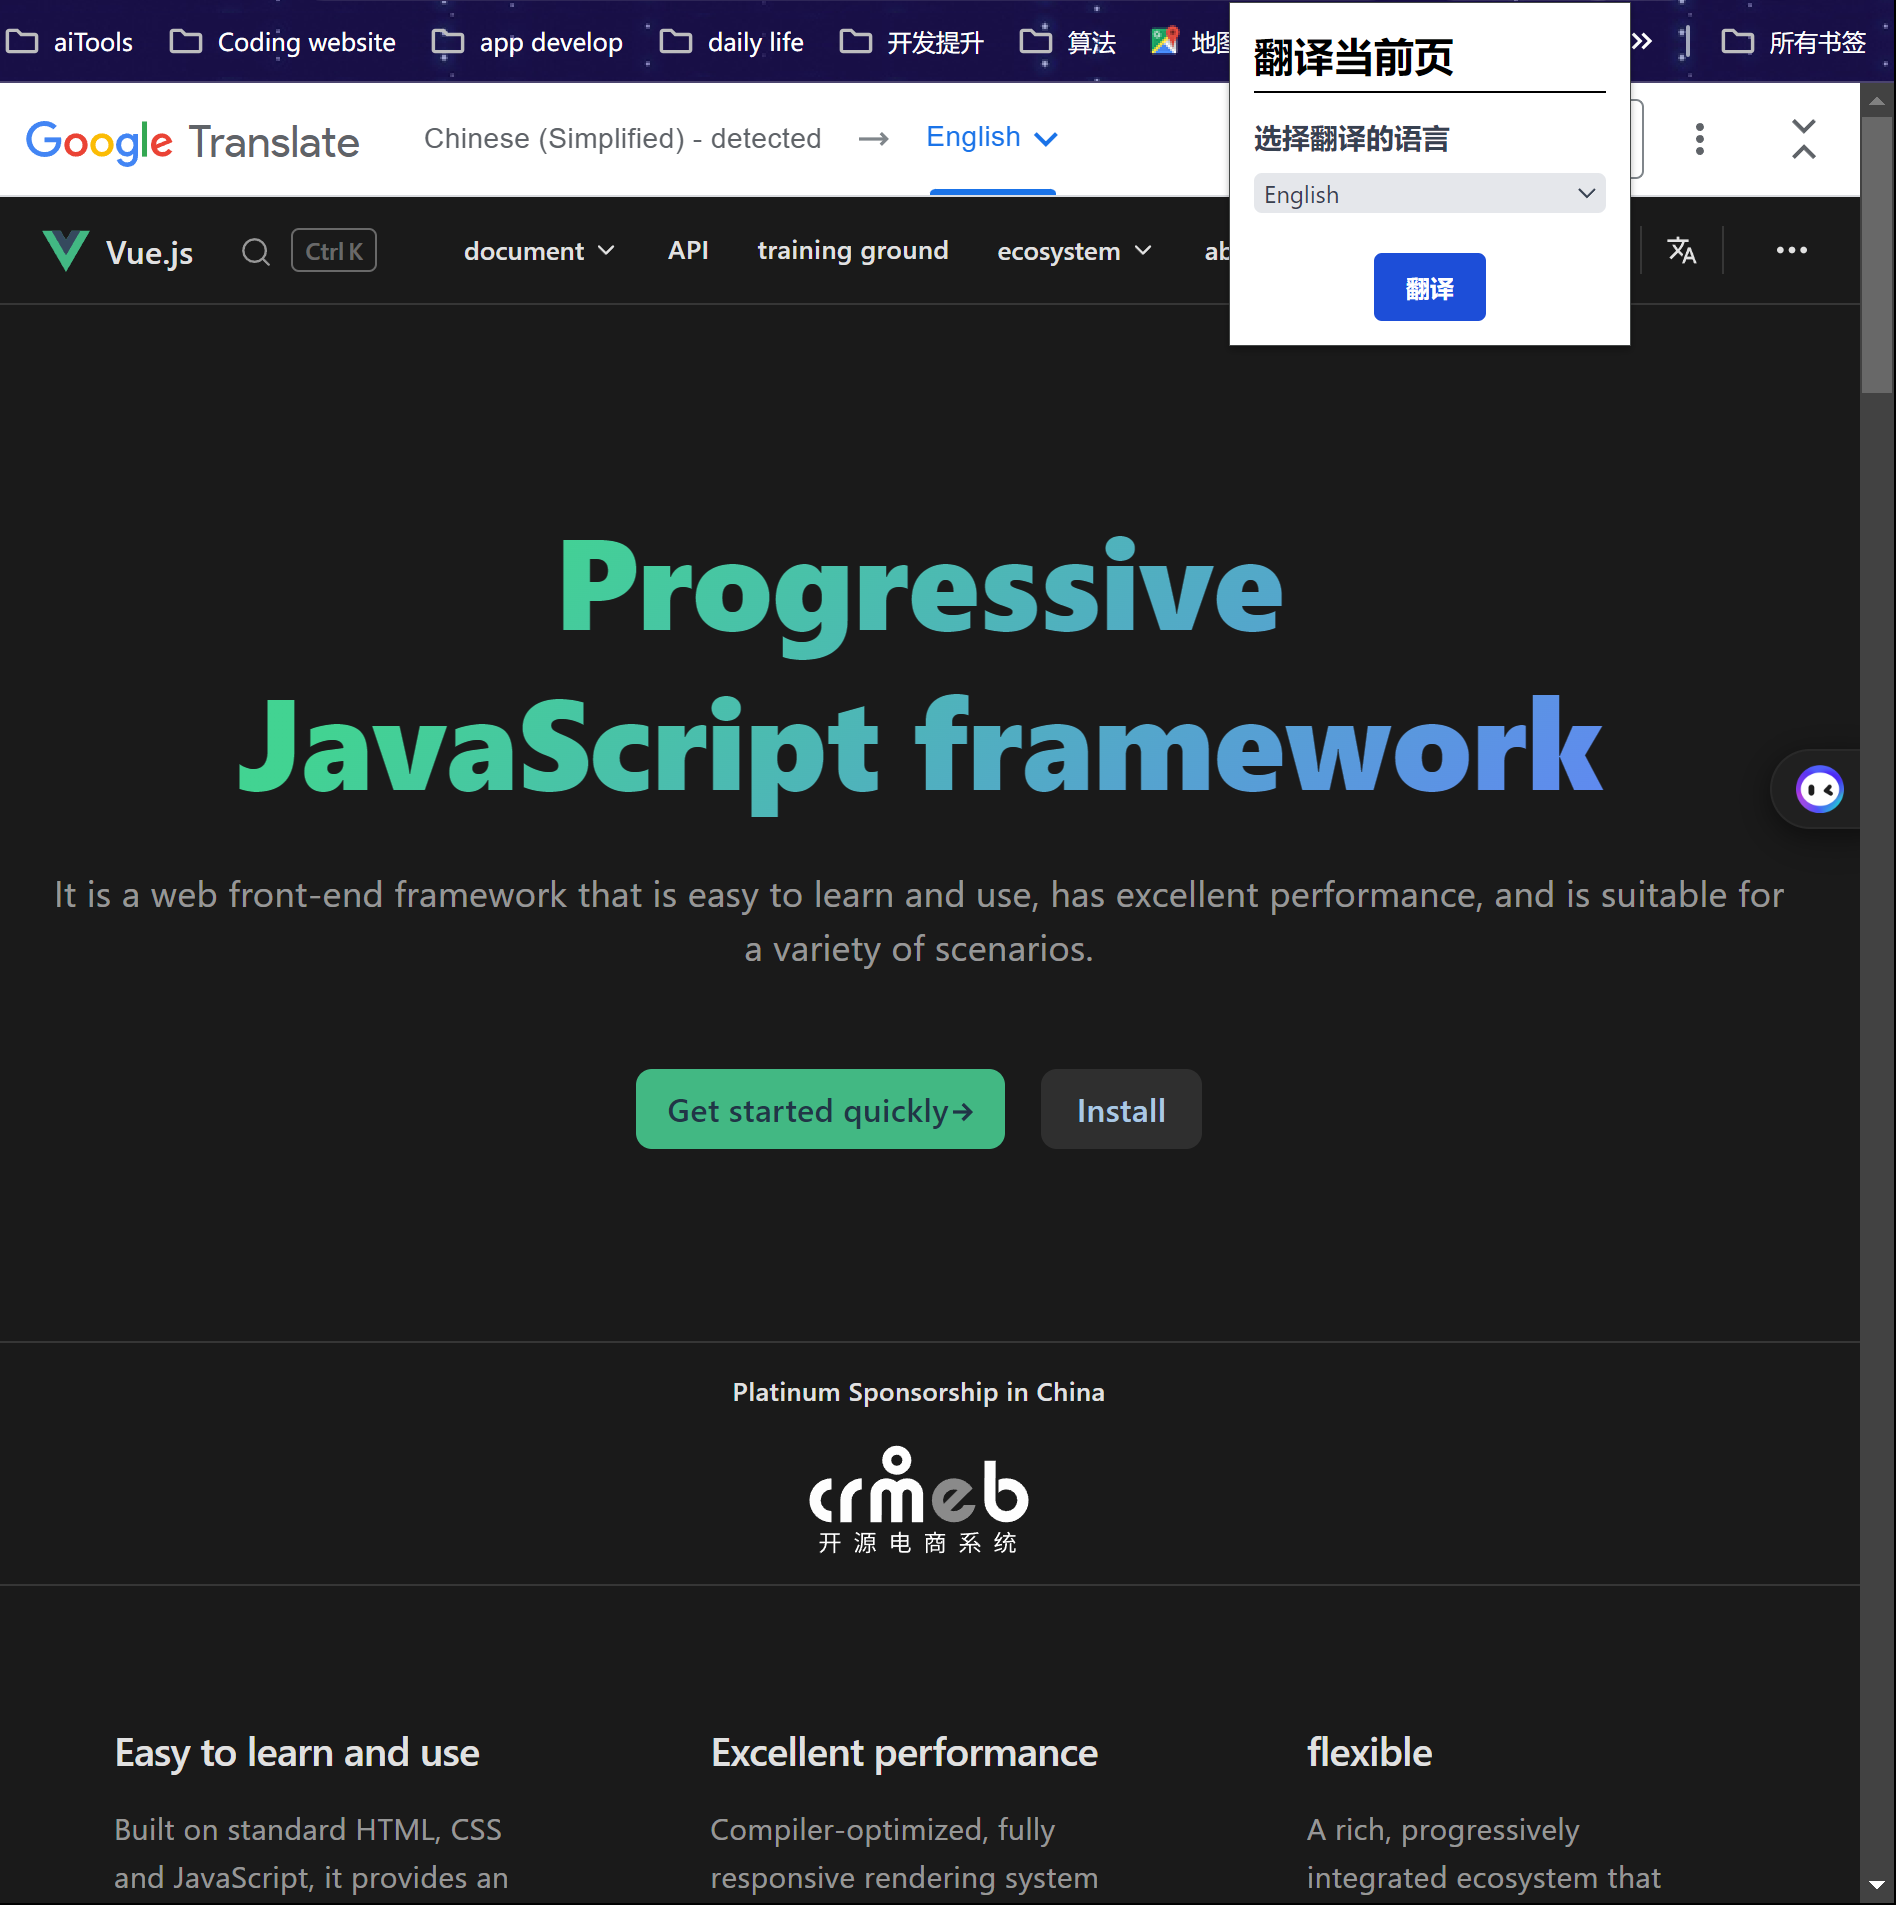 aiTools
Coding website
app develop
daily life
开发提升
算法
所有书签
翻译当前页
选择翻译的语言
English
翻译
Google Translate
Chinese (Simplified) - detected → English
Vue.js
Ctrl K
document
API
training ground
ecosystem
Progressive
JavaScript framework
It is a web front-end framework that is easy to learn and use, has excellent performance, and is suitable for
a variety of scenarios.
Get started quickly→
Install
Platinum Sponsorship in China
crmeb
开源电商系统
Easy to learn and use
Built on standard HTML, CSS
and JavaScript, it provides an
Excellent performance
Compiler-optimized, fully
responsive rendering system
flexible
A rich, progressively
integrated ecosystem that